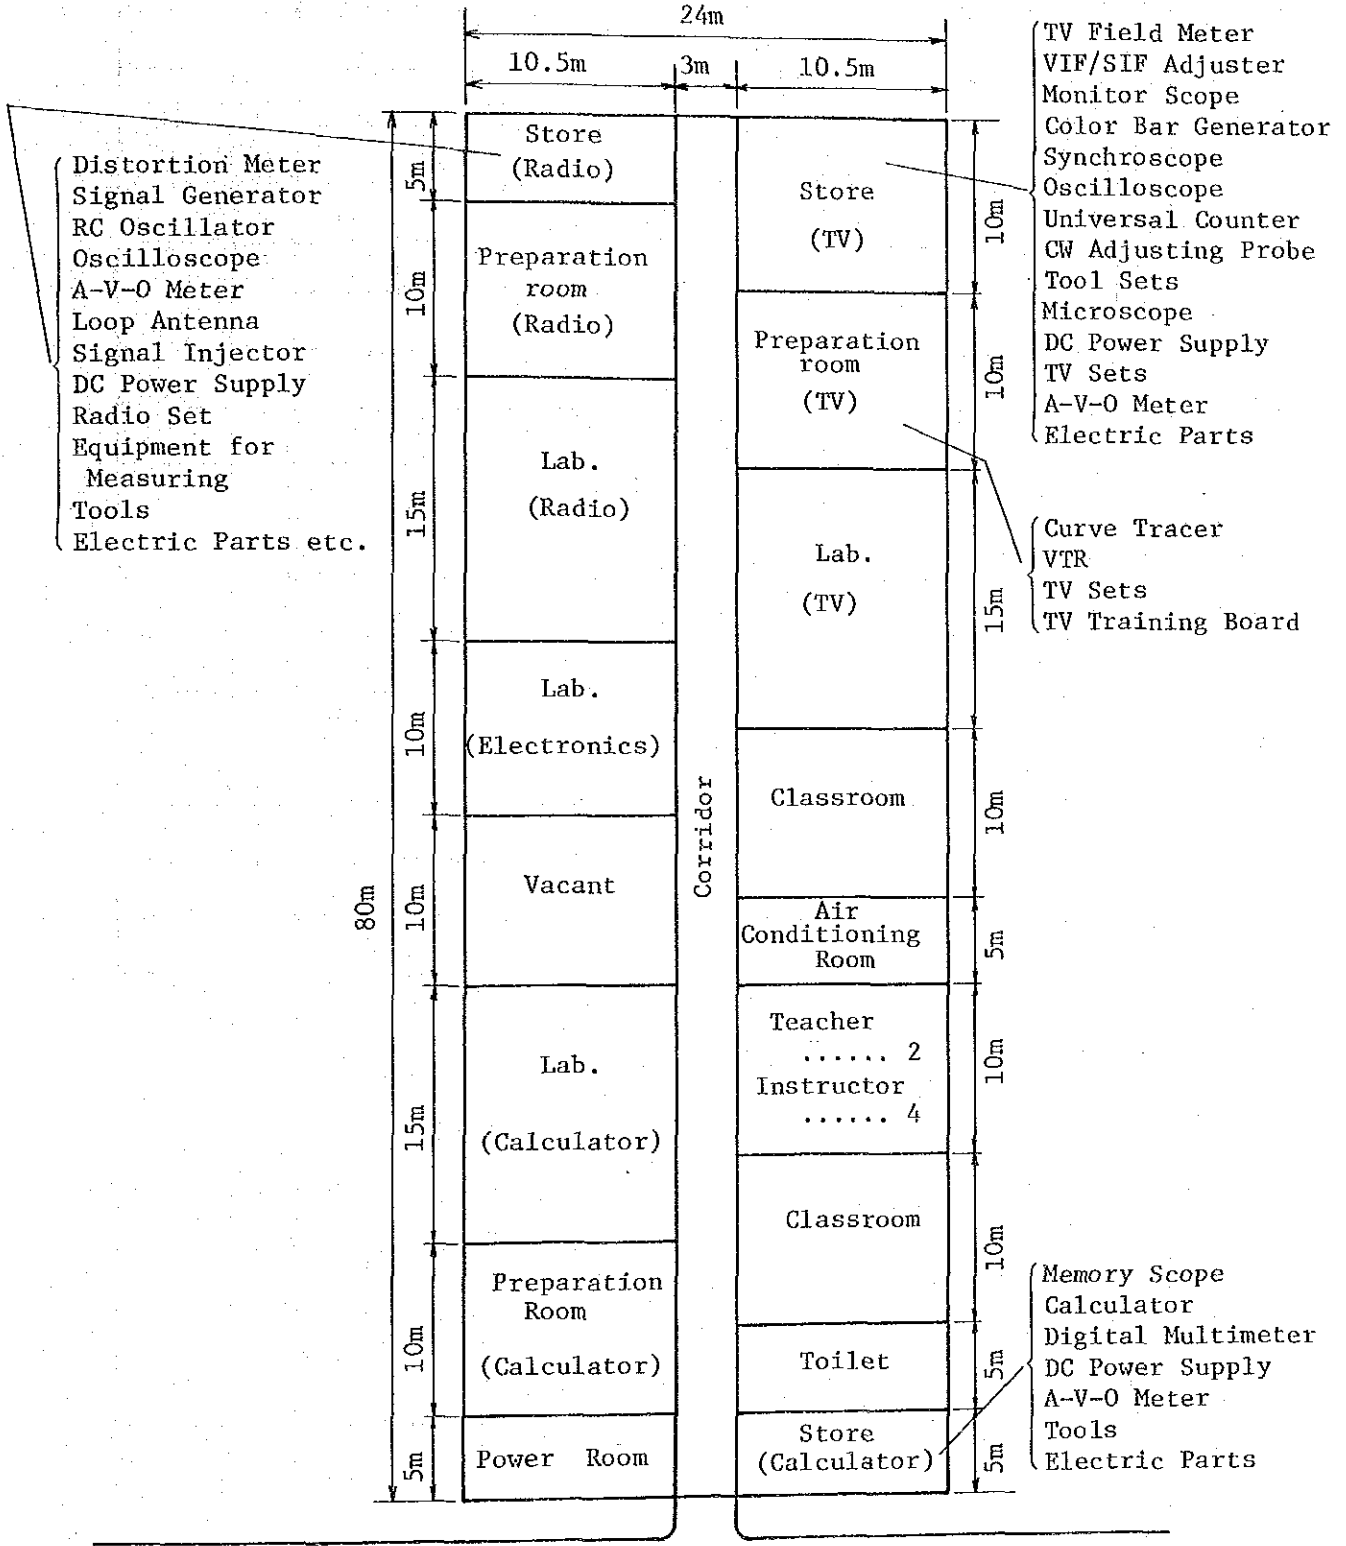 24m
10.5m
3m
10.5m
80m
5m
10m
15m
10m
10m
15m
10m
5m
Distortion Meter
Signal Generator
RC Oscillator
Oscilloscope
A-V-O Meter
Loop Antenna
Signal Injector
DC Power Supply
Radio Set
Equipment for
Measuring
Tools
Electric Parts etc.
Store
(Radio)
Preparation
room
(Radio)
Lab.
(Radio)
Lab.
(Electronics)
Vacant
Lab.
(Calculator)
Preparation
Room
(Calculator)
Power Room
Corridor
Store
(TV)
Preparation
room
(TV)
Lab.
(TV)
Classroom
Air
Conditioning
Room
Teacher
...... 2
Instructor
...... 4
Classroom
Toilet
Store
(Calculator)
10m
10m
15m
10m
5m
10m
10m
5m
5m
TV Field Meter
VIF/SIF Adjuster
Monitor Scope
Color Bar Generator
Synchroscope
Oscilloscope
Universal Counter
CW Adjusting Probe
Tool Sets
Microscope
DC Power Supply
TV Sets
A-V-O Meter
Electric Parts
Curve Tracer
VTR
TV Sets
TV Training Board
Memory Scope
Calculator
Digital Multimeter
DC Power Supply
A-V-O Meter
Tools
Electric Parts